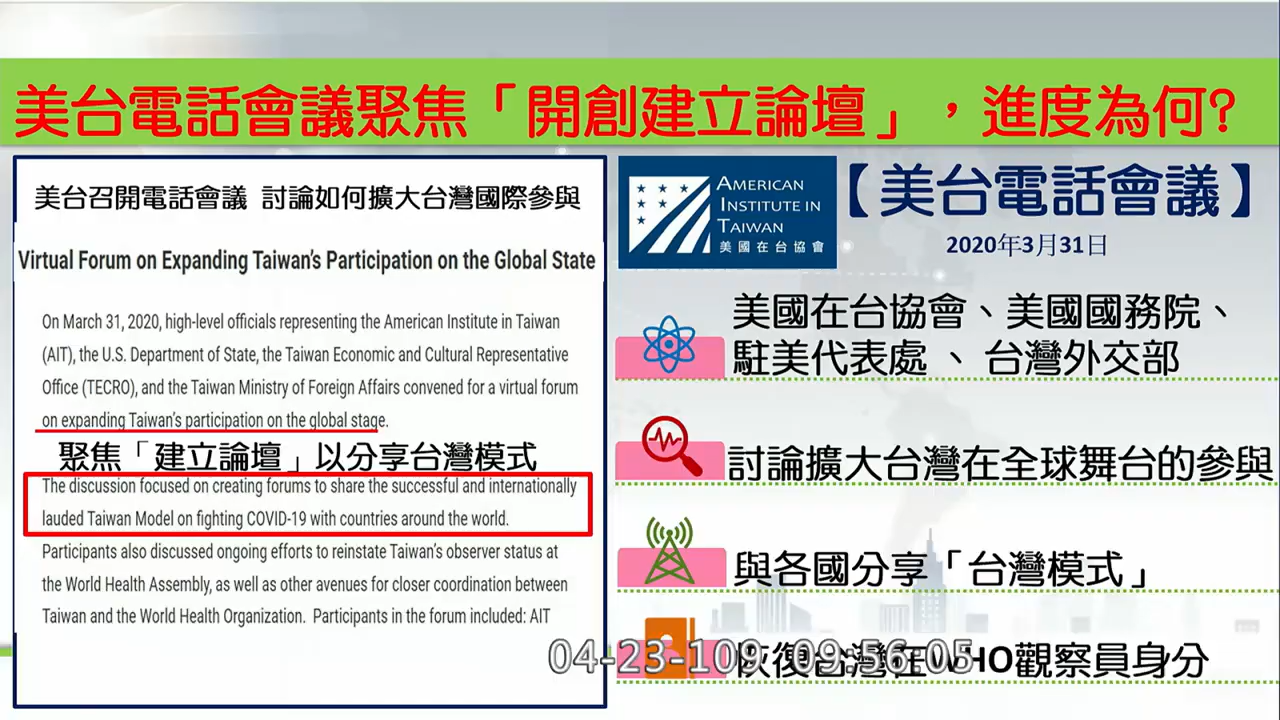 美台電話會議聚焦「開創建立論壇」，進度為何?
美台召開電話會議 討論如何擴大台灣國際參與
Virtual Forum on Expanding Taiwan's Participation on the Global State
On March 31, 2020, high-level officials representing the American Institute in Taiwan
(AIT), the U.S. Department of State, the Taiwan Economic and Cultural Representative
Office (TECRO), and the Taiwan Ministry of Foreign Affairs convened for a virtual forum
on expanding Taiwan's participation on the global stage.
聚焦「建立論壇」以分享台灣模式
The discussion focused on creating forums to share the successful and internationally
lauded Taiwan Model on fighting COVID-19 with countries around the world.
Participants also discussed ongoing efforts to reinstate Taiwan's observer status at
the World Health Assembly, as well as other avenues for closer coordination between
Taiwan and the World Health Organization. Participants in the forum included: AIT
AMERICAN
INSTITUTE IN
TAIWAN
美國在台協會
【美台電話會議】
2020年3月31日
美國在台協會、美國國務院、
駐美代表處 、 台灣外交部
討論擴大台灣在全球舞台的參與
與各國分享「台灣模式」
恢復台灣在WHO觀察員身分
04-23-109 09:56:05